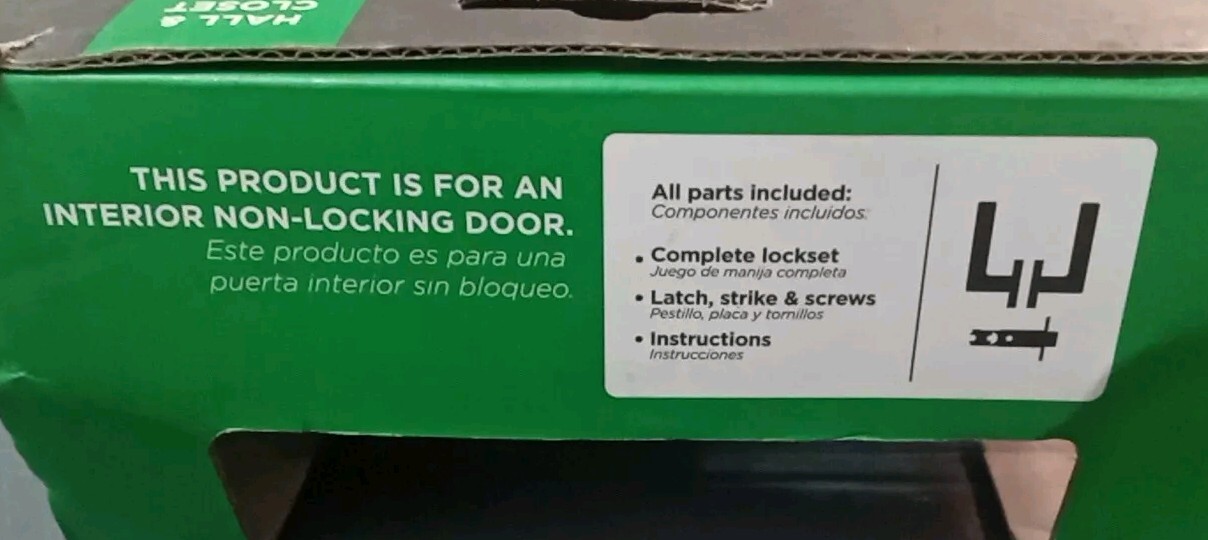 HALL &
CLOSET
THIS PRODUCT IS FOR AN
INTERIOR NON-LOCKING DOOR.
Este producto es para una
puerta interior sin bloqueo.
All parts included:
Componentes incluidos:
• Complete lockset
Juego de manija completa
• Latch, strike & screws
Pestillo, placa y tornillos
• Instructions
Instrucciones